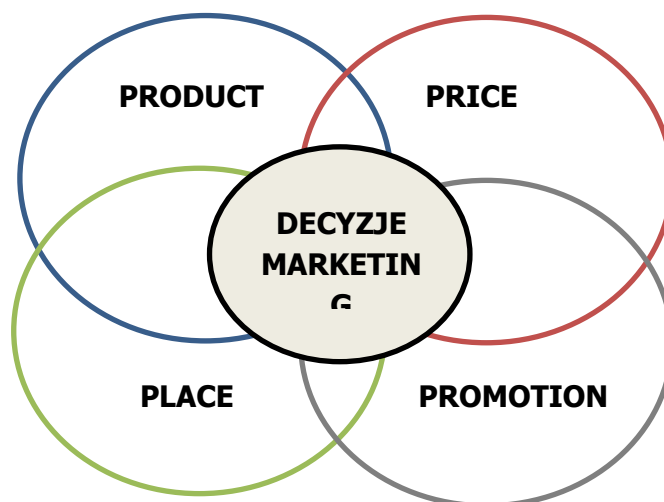 PRODUCT
PRICE
DECYZJE
MARKETIN
G
PLACE
PROMOTION